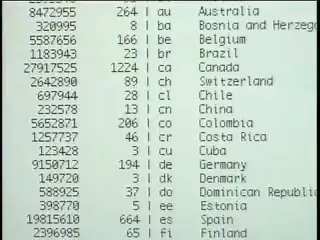 8472955 264 | au Australia
320995 8 | ba Bosnia and Herzeg
5587656 166 | be Belgium
1183943 23 | br Brazil
27917525 1224 | ca Canada
2642890 89 | ch Switzerland
697944 28 | cl Chile
232578 13 | cn China
5652871 206 | co Colombia
1257737 46 | cr Costa Rica
123428 3 | cu Cuba
9150712 194 | de Germany
149720 3 | dk Denmark
588925 37 | do Dominican Republic
398770 5 | ee Estonia
19815610 664 | es Spain
2396985 65 | fi Finland